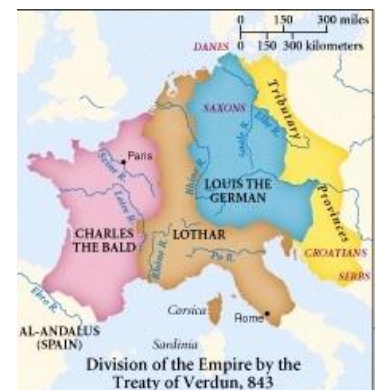 0 150 300 miles
0 150 300 kilometers
DANES
SAXONS
Tributary
Elbe R.
Saale R.
Paris
Seine R.
Rhine R.
LOUIS THE
GERMAN
Loire R.
Provinces
CHARLES
THE BALD
LOTHAR
Rhône R.
Po R.
CROATIANS
SERBS
Ebro R.
Corsica
Rome
AL-ANDALUS
(SPAIN)
Sardinia
Division of the Empire by the
Treaty of Verdun, 843